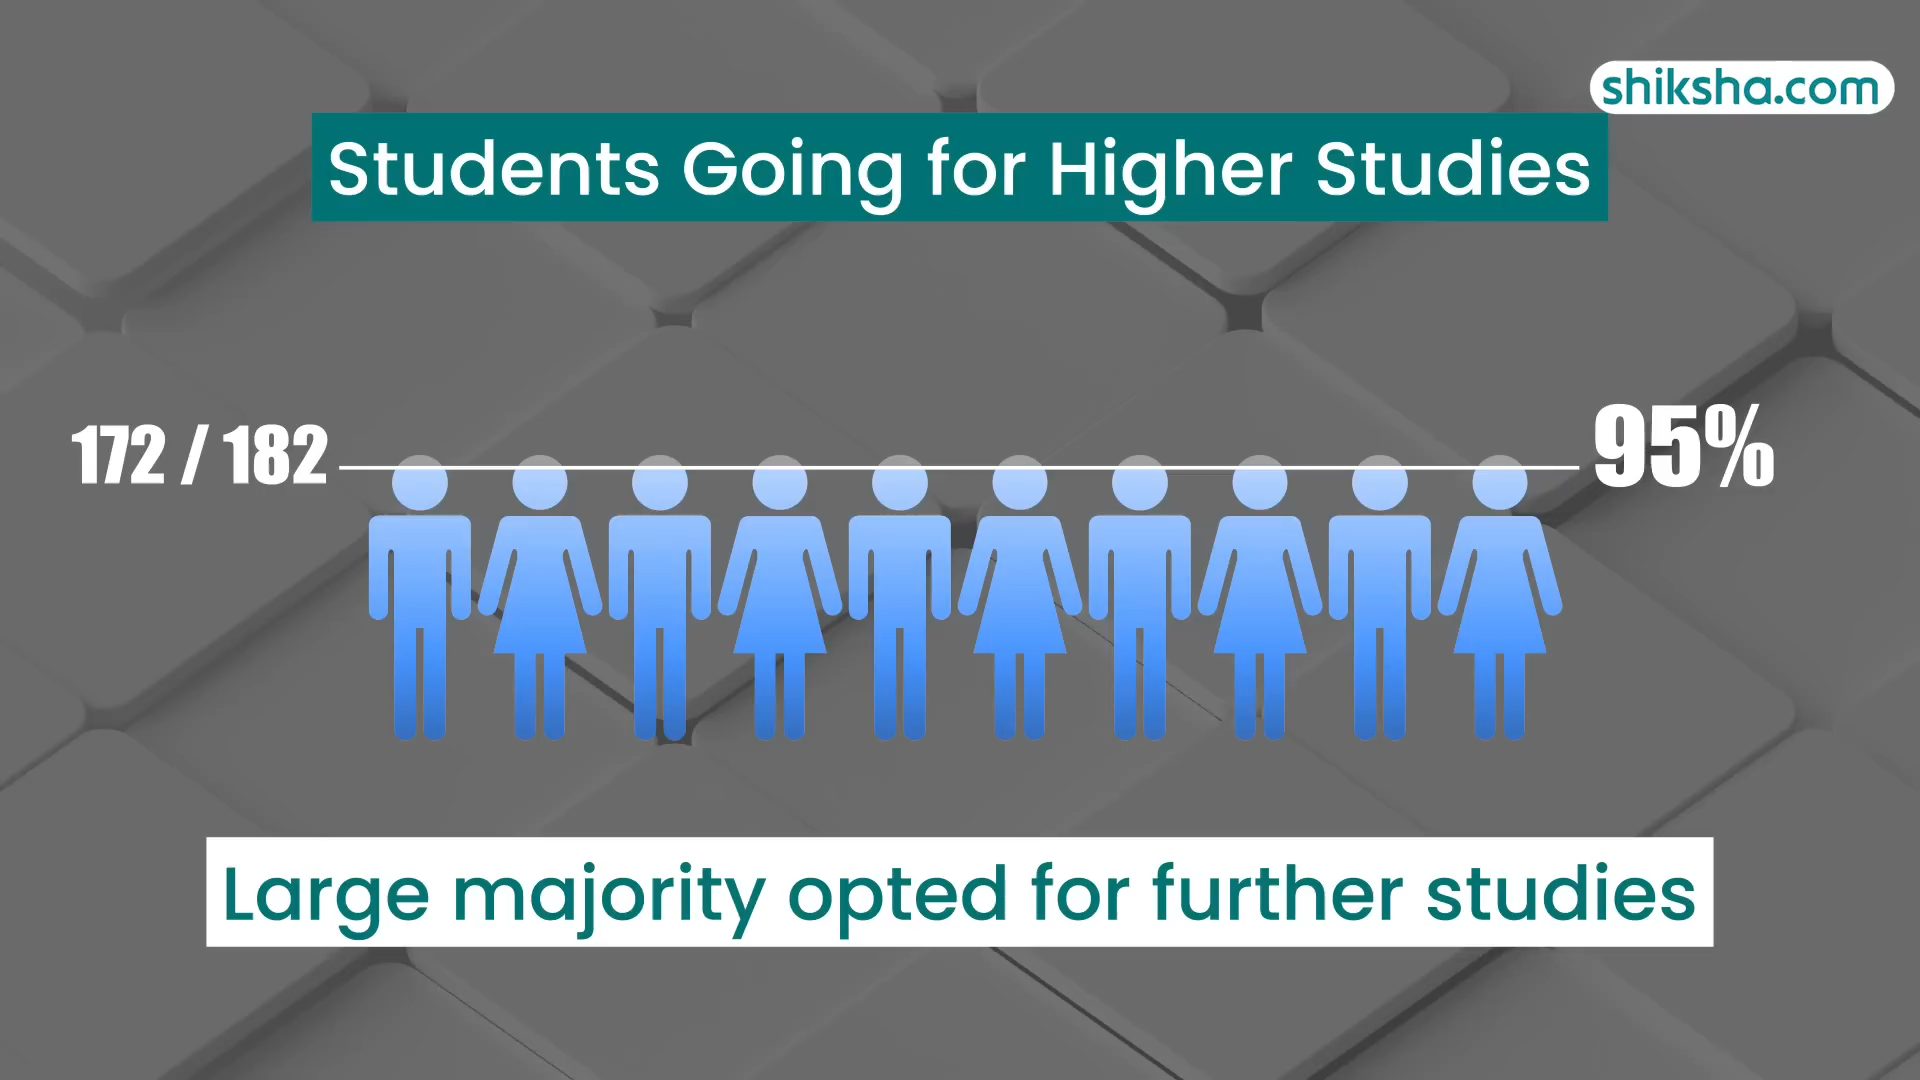 shiksha.com
Students Going for Higher Studies
172 / 182
95%
Large majority opted for further studies